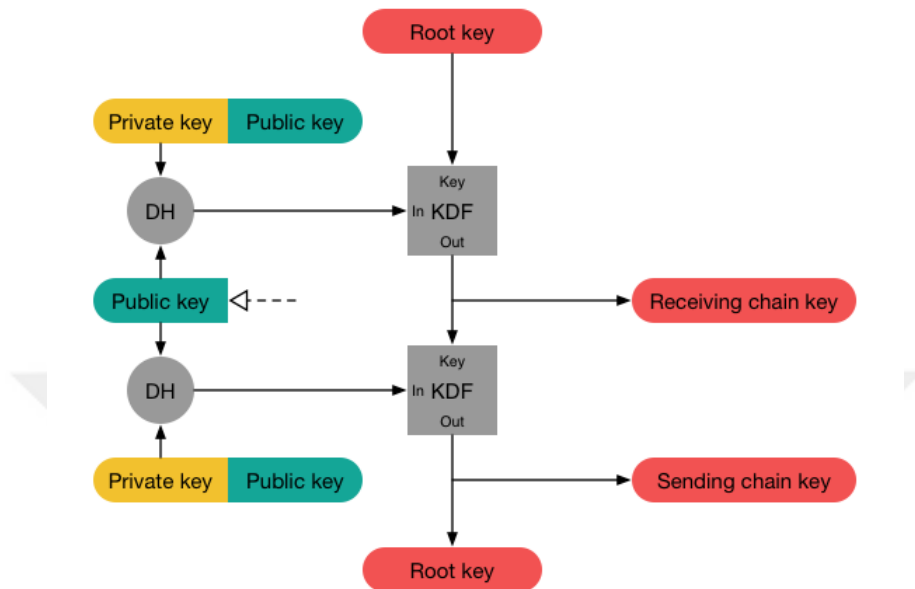 Root key
Private key Public key
Key
DH
In KDF
Out
Public key
Receiving chain key
Key
DH
In KDF
Out
Private key Public key
Sending chain key
Root key